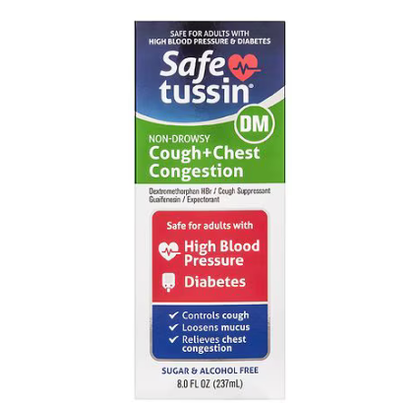 SAFE FOR ADULTS WITH
HIGH BLOOD PRESSURE & DIABETES
Safe
tussin®
DM
NON-DROWSY
Cough+Chest
Congestion
Dextromethorphan HBr / Cough Suppressant
Guaifenesin / Expectorant
Safe for adults with
High Blood
Pressure
Diabetes
Controls cough
Loosens mucus
Relieves chest
congestion
SUGAR & ALCOHOL FREE
8.0 FL OZ (237mL)